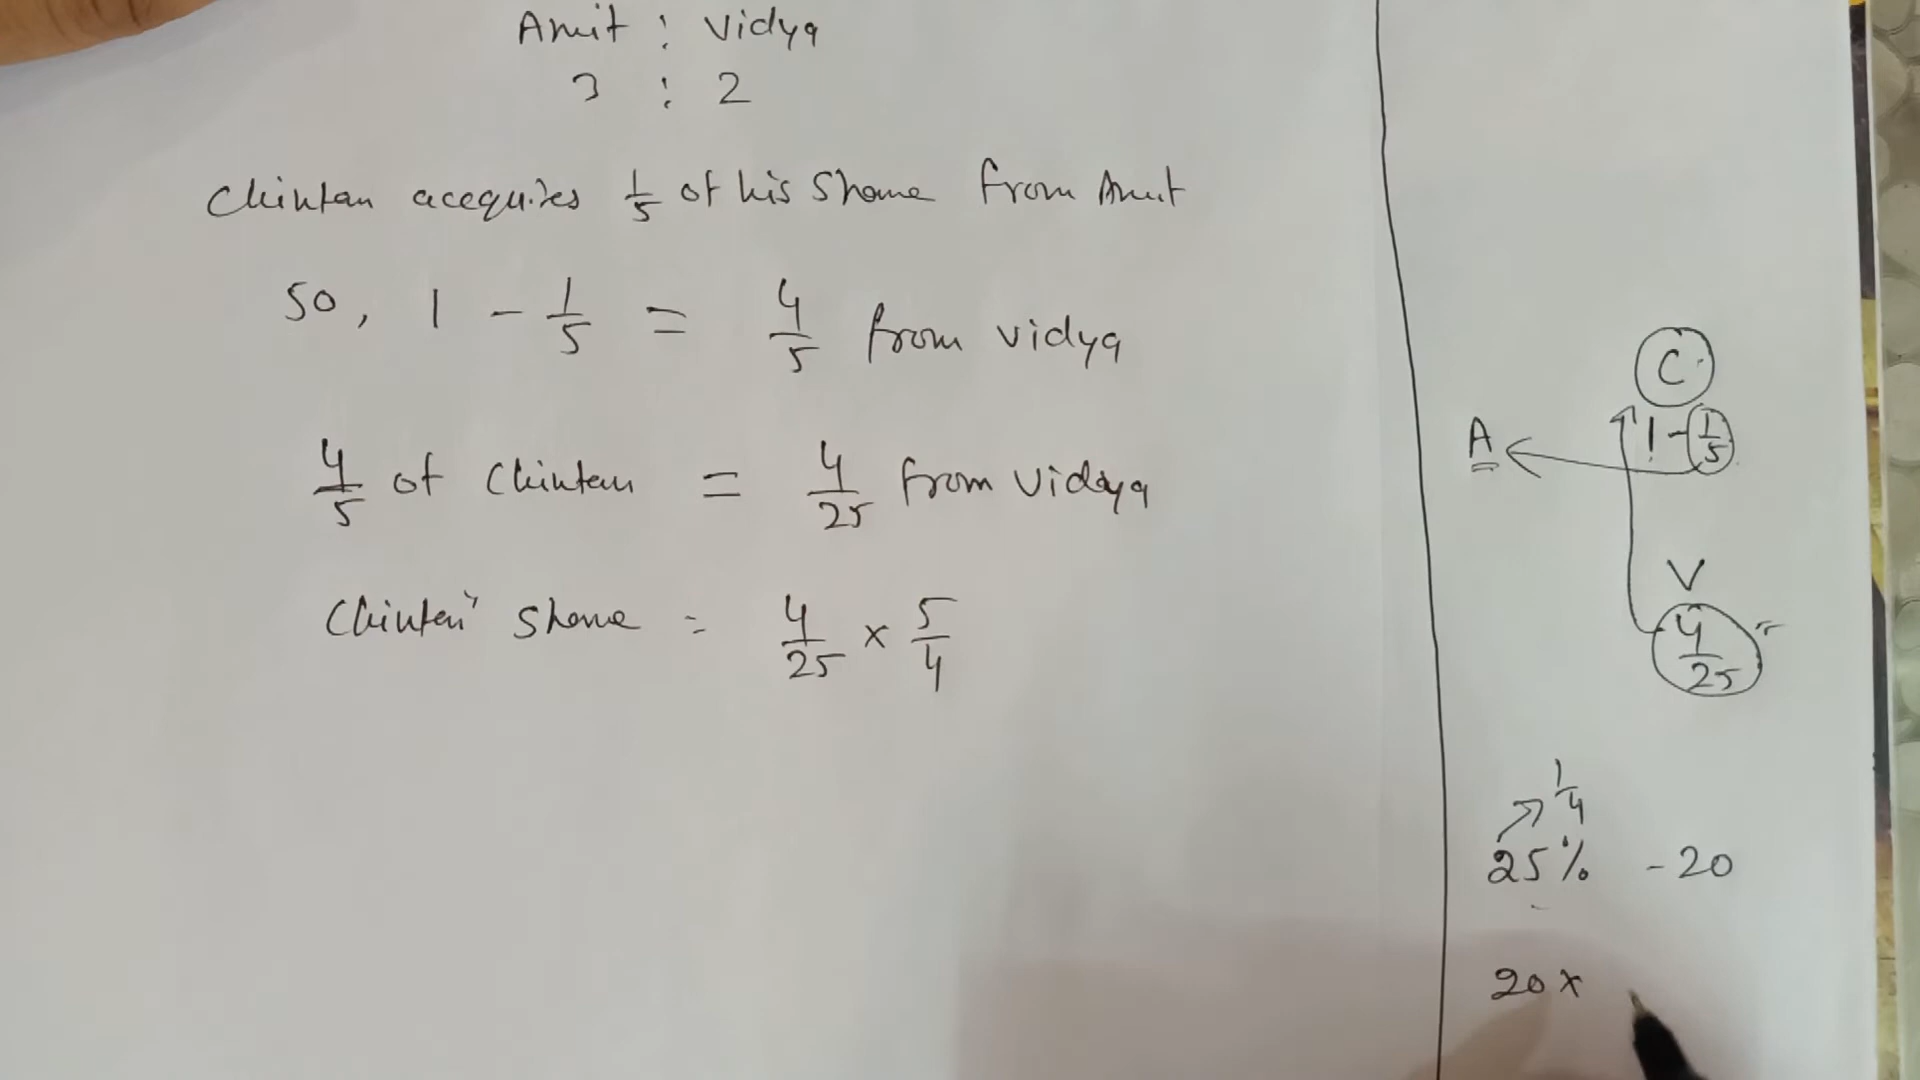 Amit : Vidya
3 : 2
Chintan acequires 1/5 of his Share from Amit
So, 1 - 1/5 = 4/5 from vidya
4/5 of Chintan = 4/25 from Vidya
Chintan' Share = 4/25 x 5/4
C
A 1 - 1/5
V
4/25
1/4
25% - 20
20 x